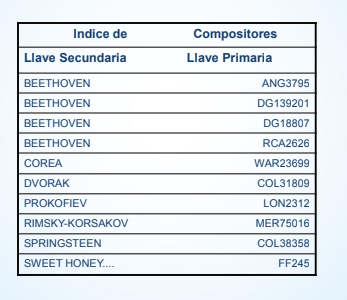 Indice de Compositores
Llave Secundaria Llave Primaria
BEETHOVEN ANG3795
BEETHOVEN DG139201
BEETHOVEN DG18807
BEETHOVEN RCA2626
COREA WAR23699
DVORAK COL31809
PROKOFIEV LON2312
RIMSKY-KORSAKOV MER75016
SPRINGSTEEN COL38358
SWEET HONEY.... FF245